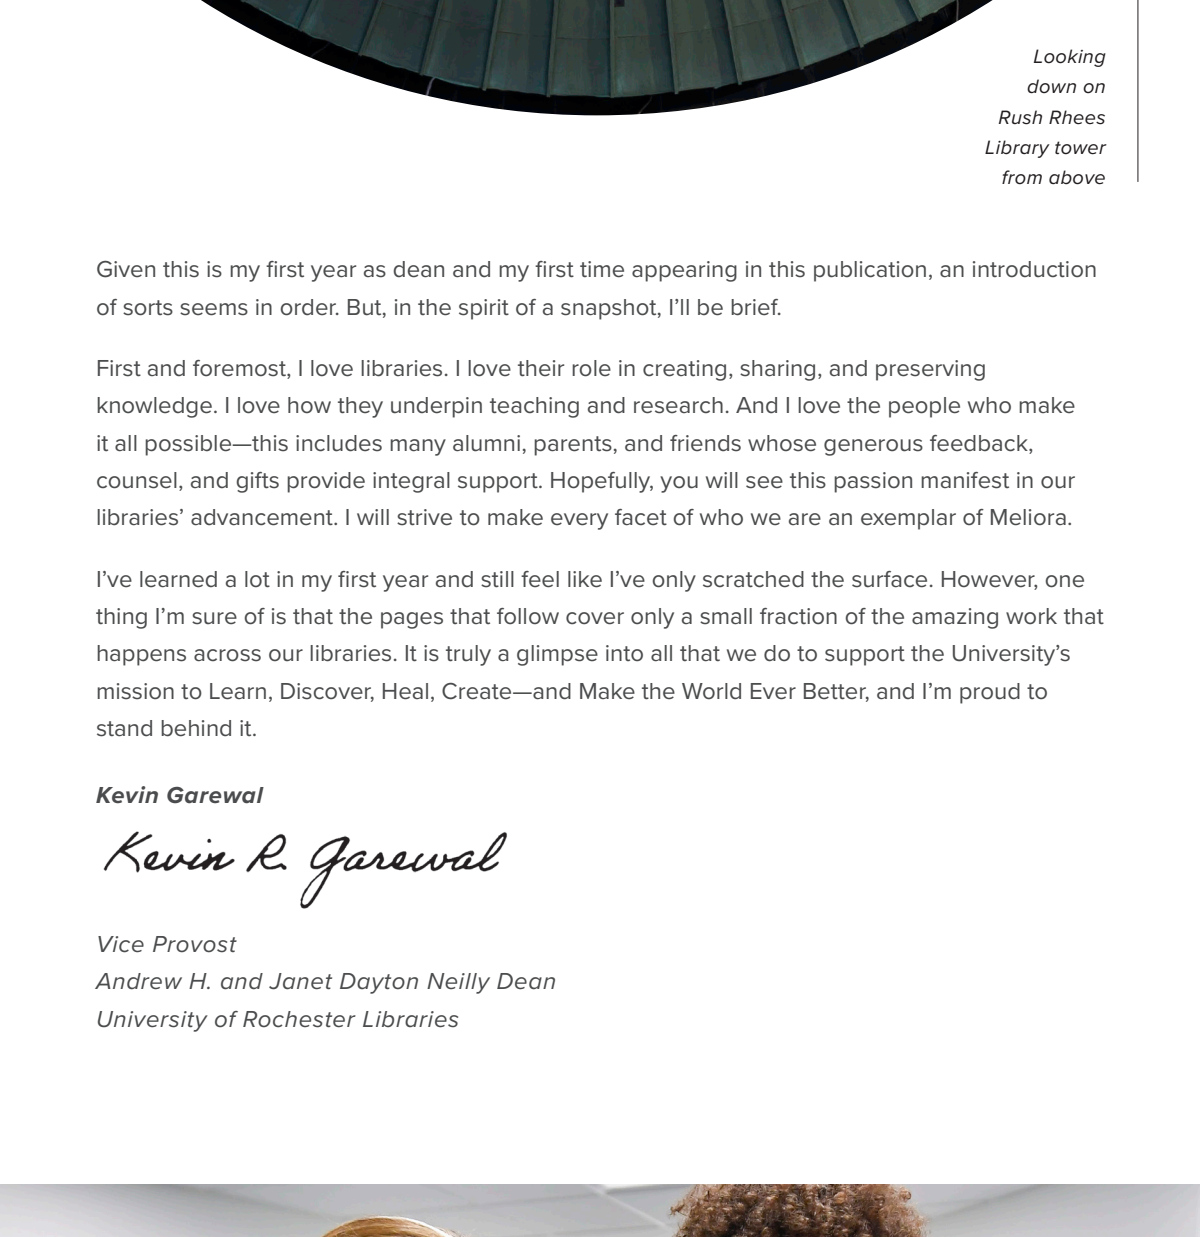 Looking
down on
Rush Rhees
Library tower
from above
Given this is my first year as dean and my first time appearing in this publication, an introduction
of sorts seems in order. But, in the spirit of a snapshot, I’ll be brief.
First and foremost, I love libraries. I love their role in creating, sharing, and preserving
knowledge. I love how they underpin teaching and research. And I love the people who make
it all possible—this includes many alumni, parents, and friends whose generous feedback,
counsel, and gifts provide integral support. Hopefully, you will see this passion manifest in our
libraries’ advancement. I will strive to make every facet of who we are an exemplar of Meliora.
I’ve learned a lot in my first year and still feel like I’ve only scratched the surface. However, one
thing I’m sure of is that the pages that follow cover only a small fraction of the amazing work that
happens across our libraries. It is truly a glimpse into all that we do to support the University’s
mission to Learn, Discover, Heal, Create—and Make the World Ever Better, and I’m proud to
stand behind it.
Kevin Garewal
Kevin R. Garewal
Vice Provost
Andrew H. and Janet Dayton Neilly Dean
University of Rochester Libraries